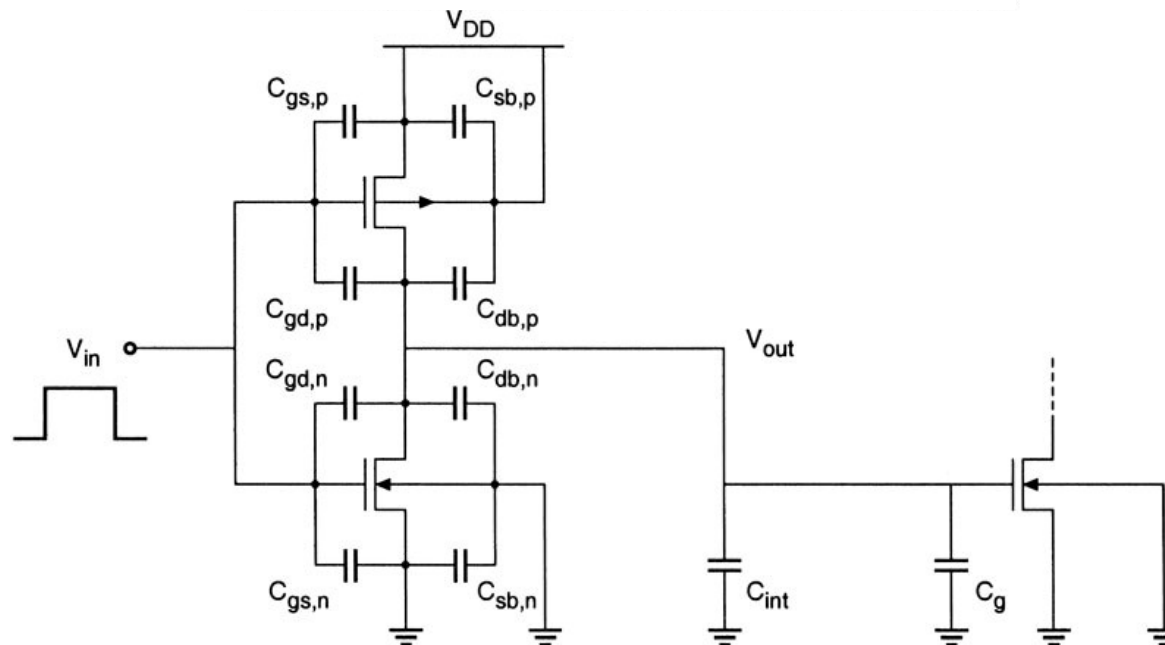 V_DD
C_gs,p
C_sb,p
C_gd,p
C_db,p
V_in
V_out
C_gd,n
C_db,n
C_gs,n
C_sb,n
C_int
C_g